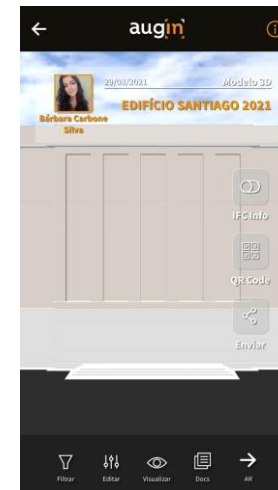 augin
29/08/2021 Modelo 3D
EDIFÍCIO SANTIAGO 2021
Bárbara Carbone
Silva
IFC Info
QR Code
Enviar
Filtrar Editar Visualizar Docs AR